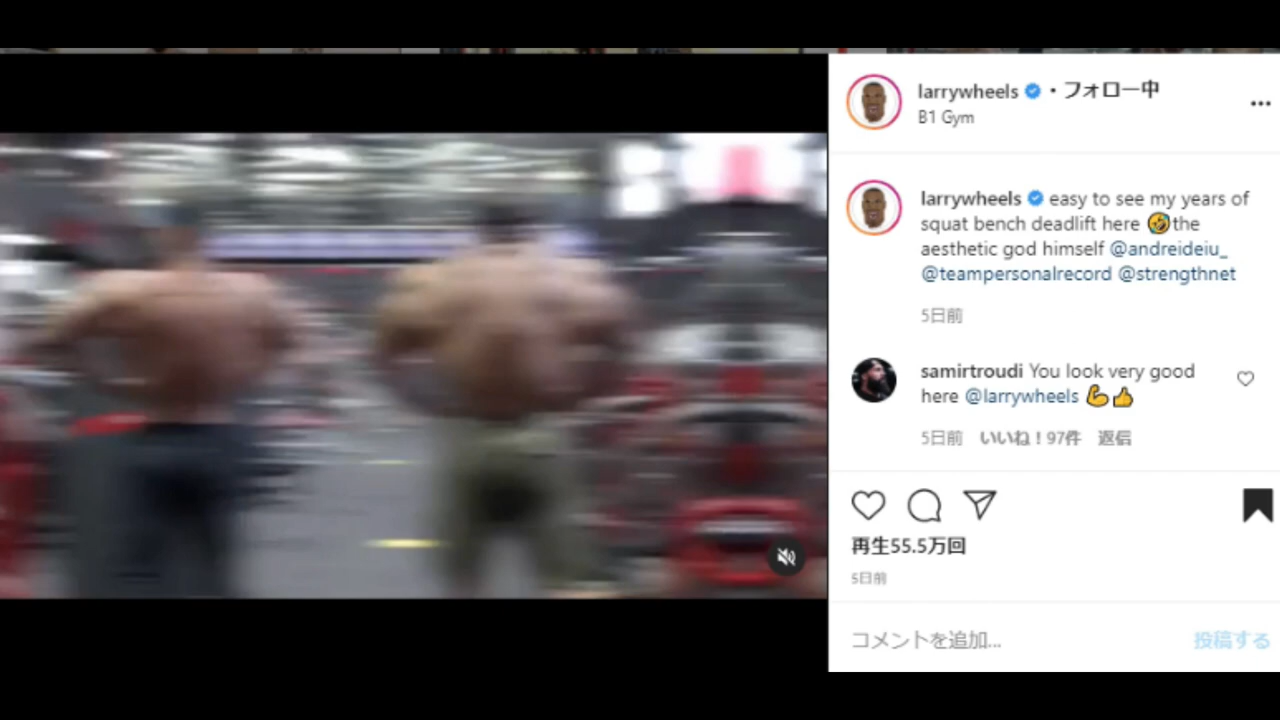 larrywheels • フォロー中
B1 Gym
larrywheels easy to see my years of
squat bench deadlift here 🤣the
aesthetic god himself @andreideiu_
@teampersonalrecord @strengthnet
5日前
samirtroudi You look very good
here @larrywheels 💪👍
5日前 いいね！97件 返信
再生55.5万回
5日前
コメントを追加... 投稿する